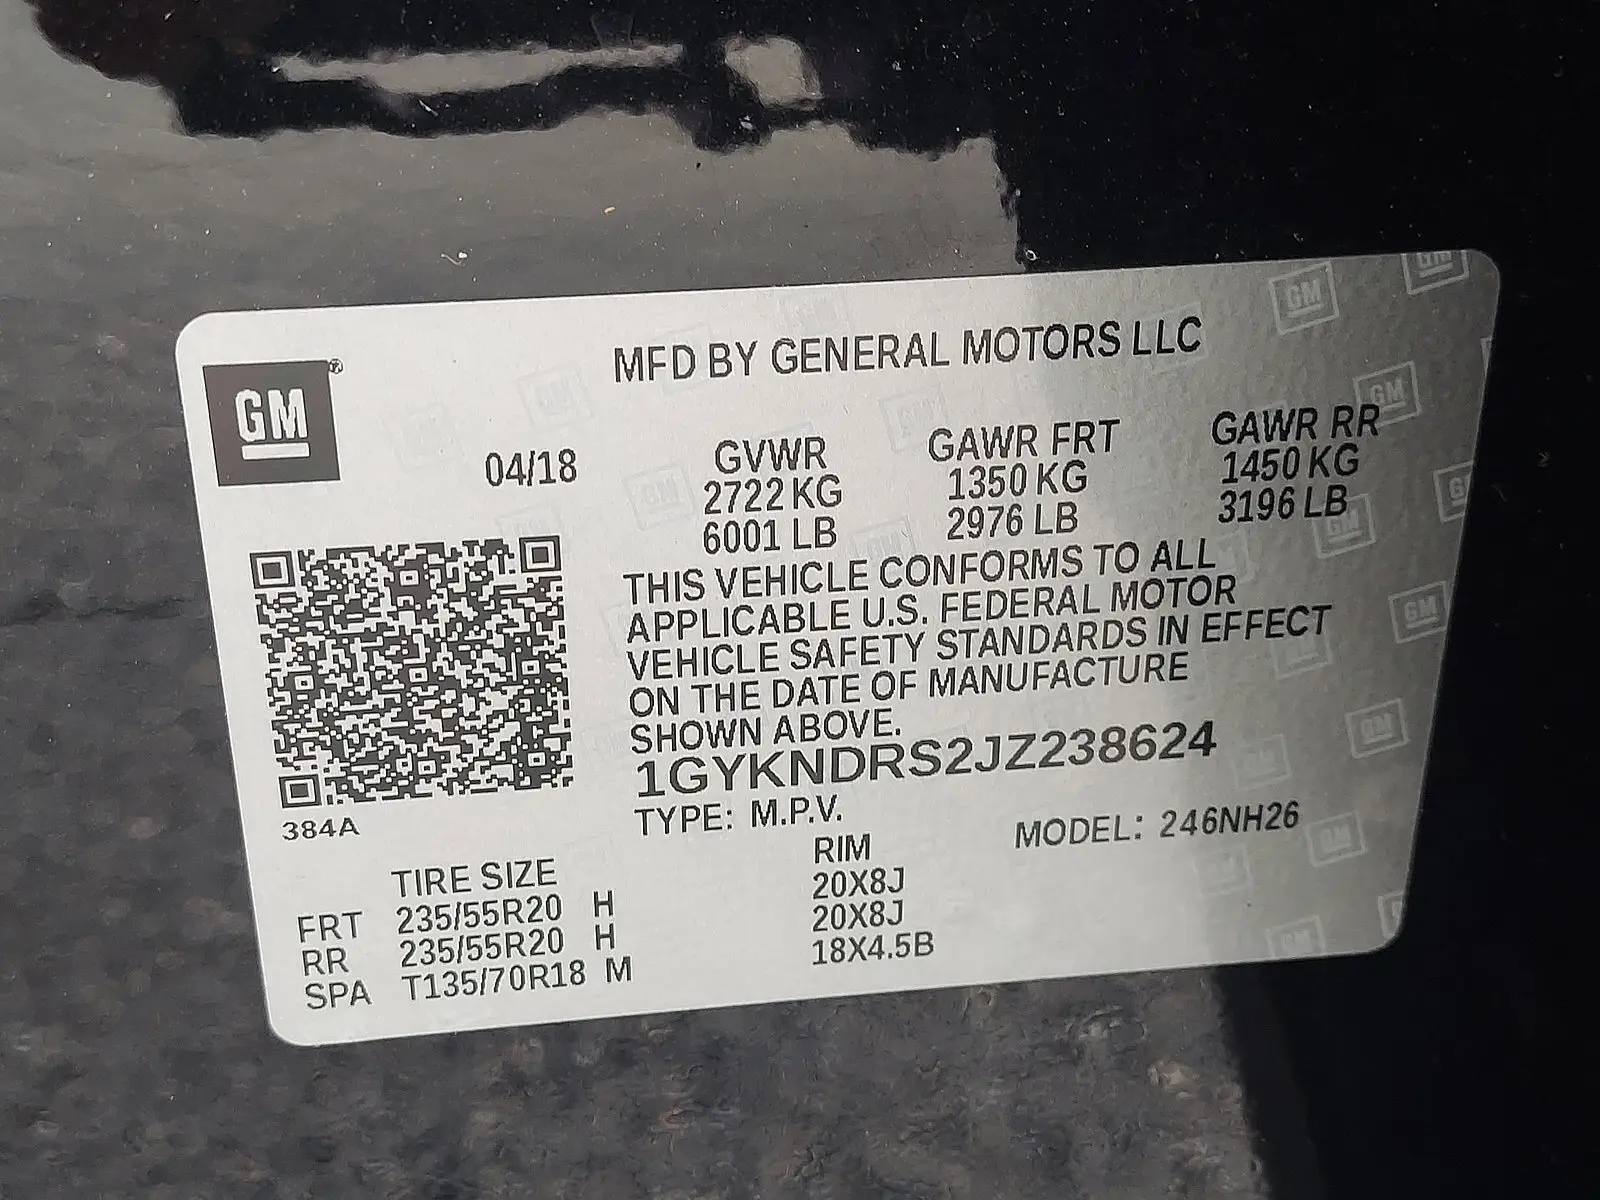 GM®
MFD BY GENERAL MOTORS LLC
04/18
GVWR GAWR FRT GAWR RR
2722 KG 1350 KG 1450 KG
6001 LB 2976 LB 3196 LB
THIS VEHICLE CONFORMS TO ALL
APPLICABLE U.S. FEDERAL MOTOR
VEHICLE SAFETY STANDARDS IN EFFECT
ON THE DATE OF MANUFACTURE
SHOWN ABOVE.
1GYKNDRS2JZ238624
384A
TYPE: M.P.V. MODEL: 246NH26
TIRE SIZE RIM
FRT 235/55R20 H 20X8J
RR 235/55R20 H 20X8J
SPA T135/70R18 M 18X4.5B